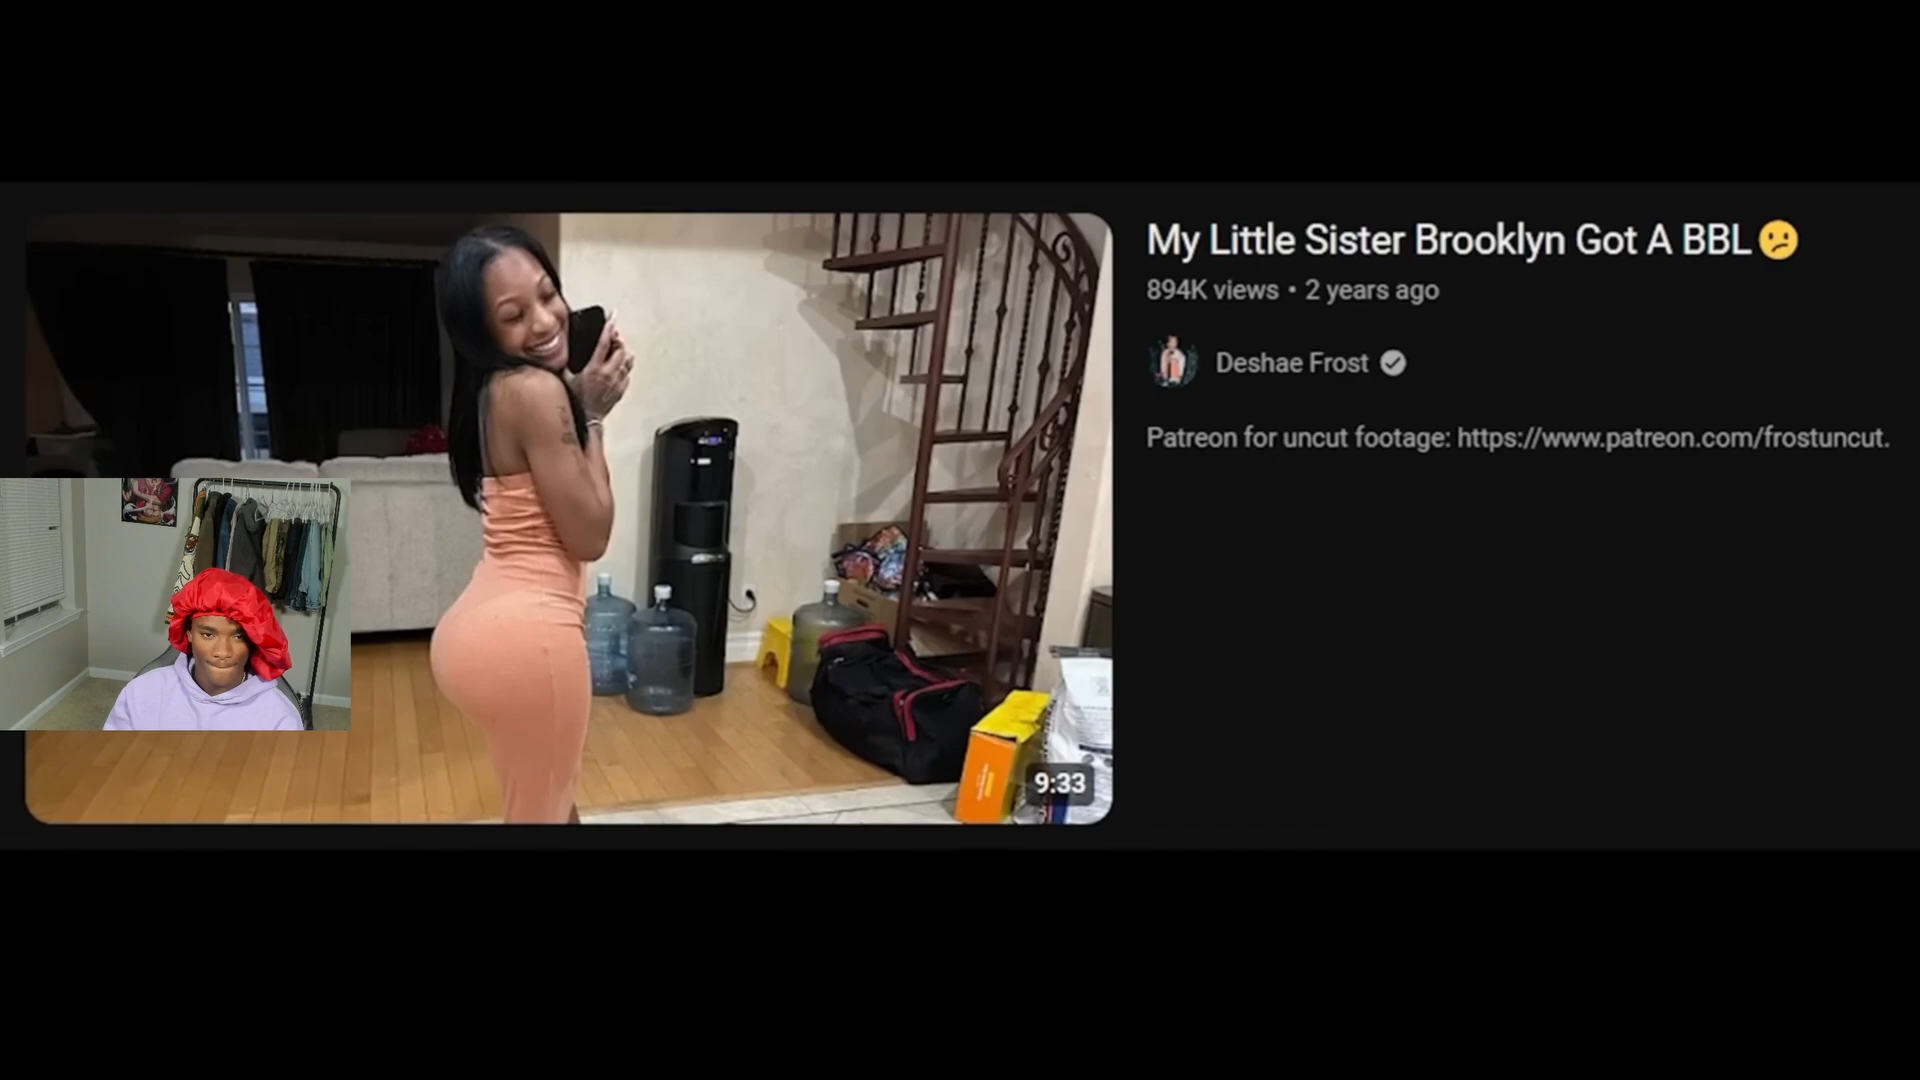 My Little Sister Brooklyn Got A BBL🫤
894K views • 2 years ago
Deshae Frost
Patreon for uncut footage: https://www.patreon.com/frostuncut.
9:33